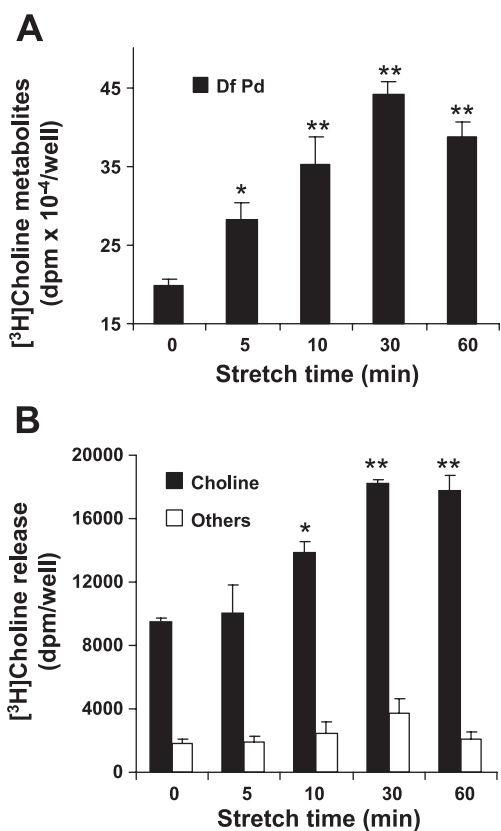 A
[³H]Choline metabolites
(dpm x 10⁻⁴/well)
45
35
25
15
Df Pd
*
**
**
**
0 5 10 30 60
Stretch time (min)
B
[³H]Choline release
(dpm/well)
20000
16000
12000
8000
4000
0
Choline
Others
*
**
**
0 5 10 30 60
Stretch time (min)